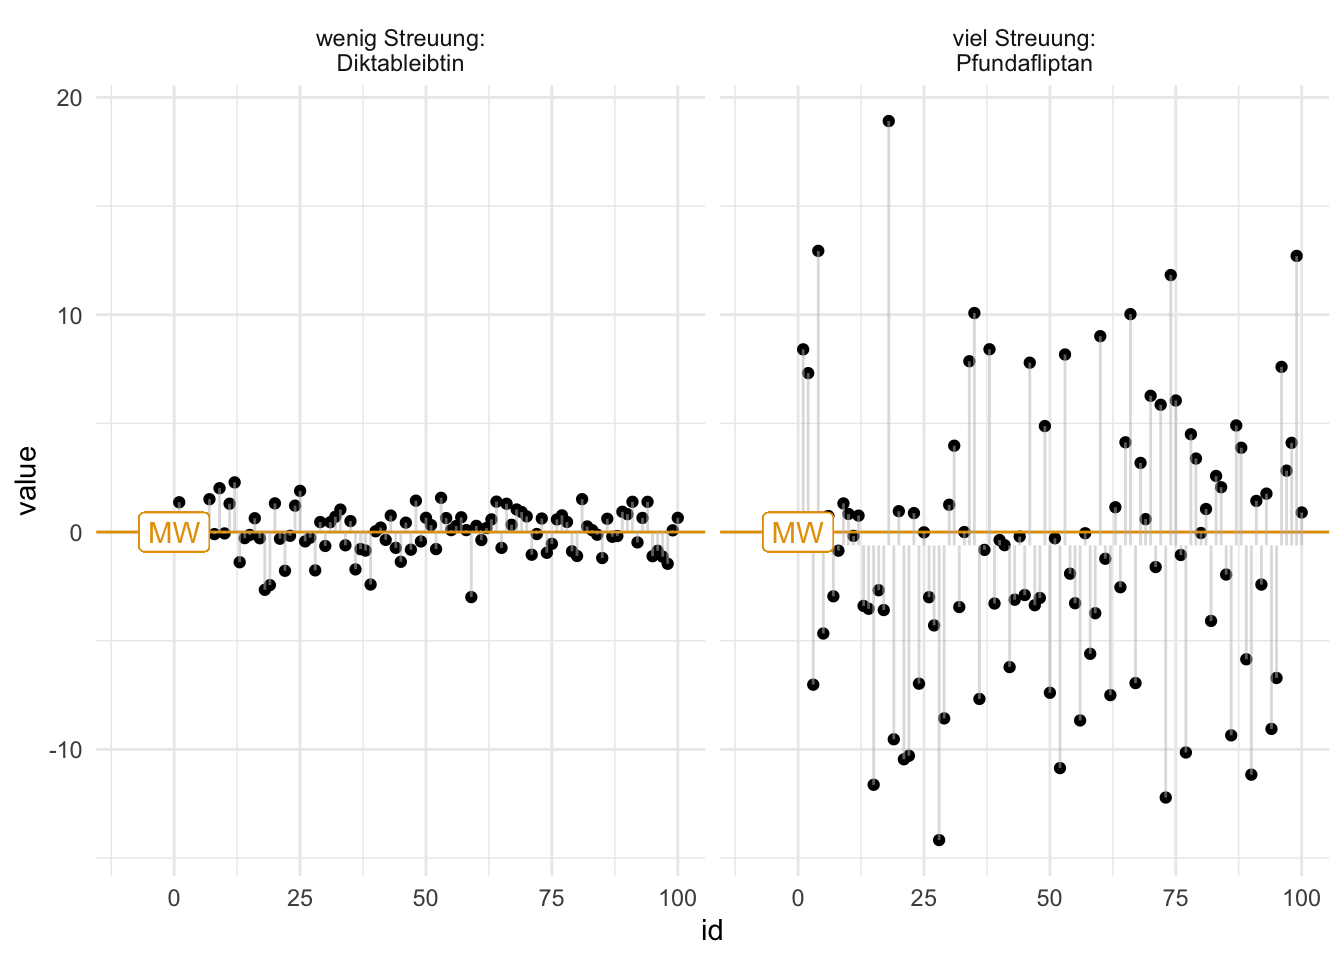 wenig Streuung:
Diktableibtin
viel Streuung:
Pfundafliptan
20
10
0
-10
value
MW
MW
0 25 50 75 100
0 25 50 75 100
id